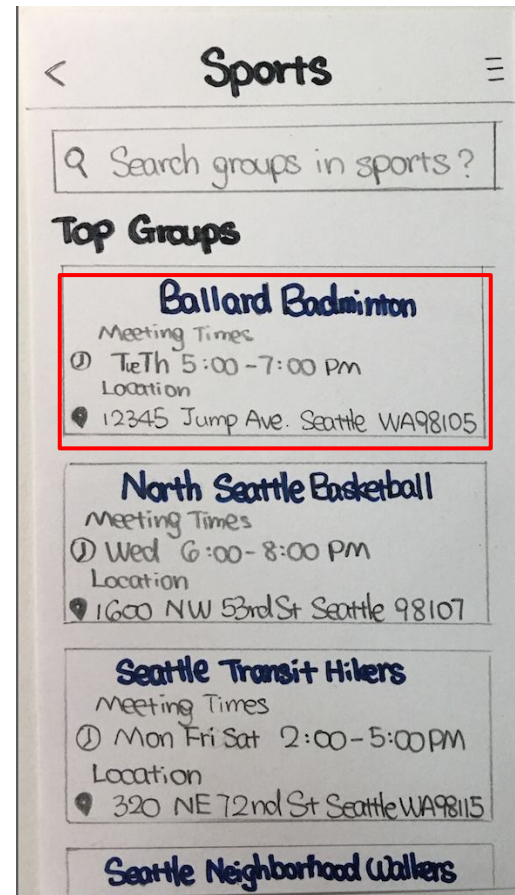 < Sports
Search groups in sports?
Top Groups
Ballard Badminton
Meeting Times
TueTh 5:00-7:00 PM
Location
12345 Jump Ave. Seattle WA98105
North Seattle Basketball
Meeting Times
Wed 6:00-8:00 PM
Location
1600 NW 53rd St Seattle 98107
Seattle Transit Hikers
Meeting Times
Mon Fri Sat 2:00-5:00PM
Location
320 NE 72nd St Seattle WA98115
Seattle Neighborhood Walkers